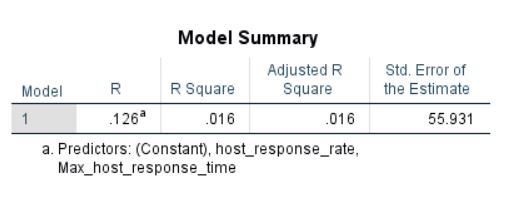 Model Summary
Model R R Square Adjusted R Square Std. Error of the Estimate
1 .126a .016 .016 55.931
a. Predictors: (Constant), host_response_rate,
Max_host_response_time